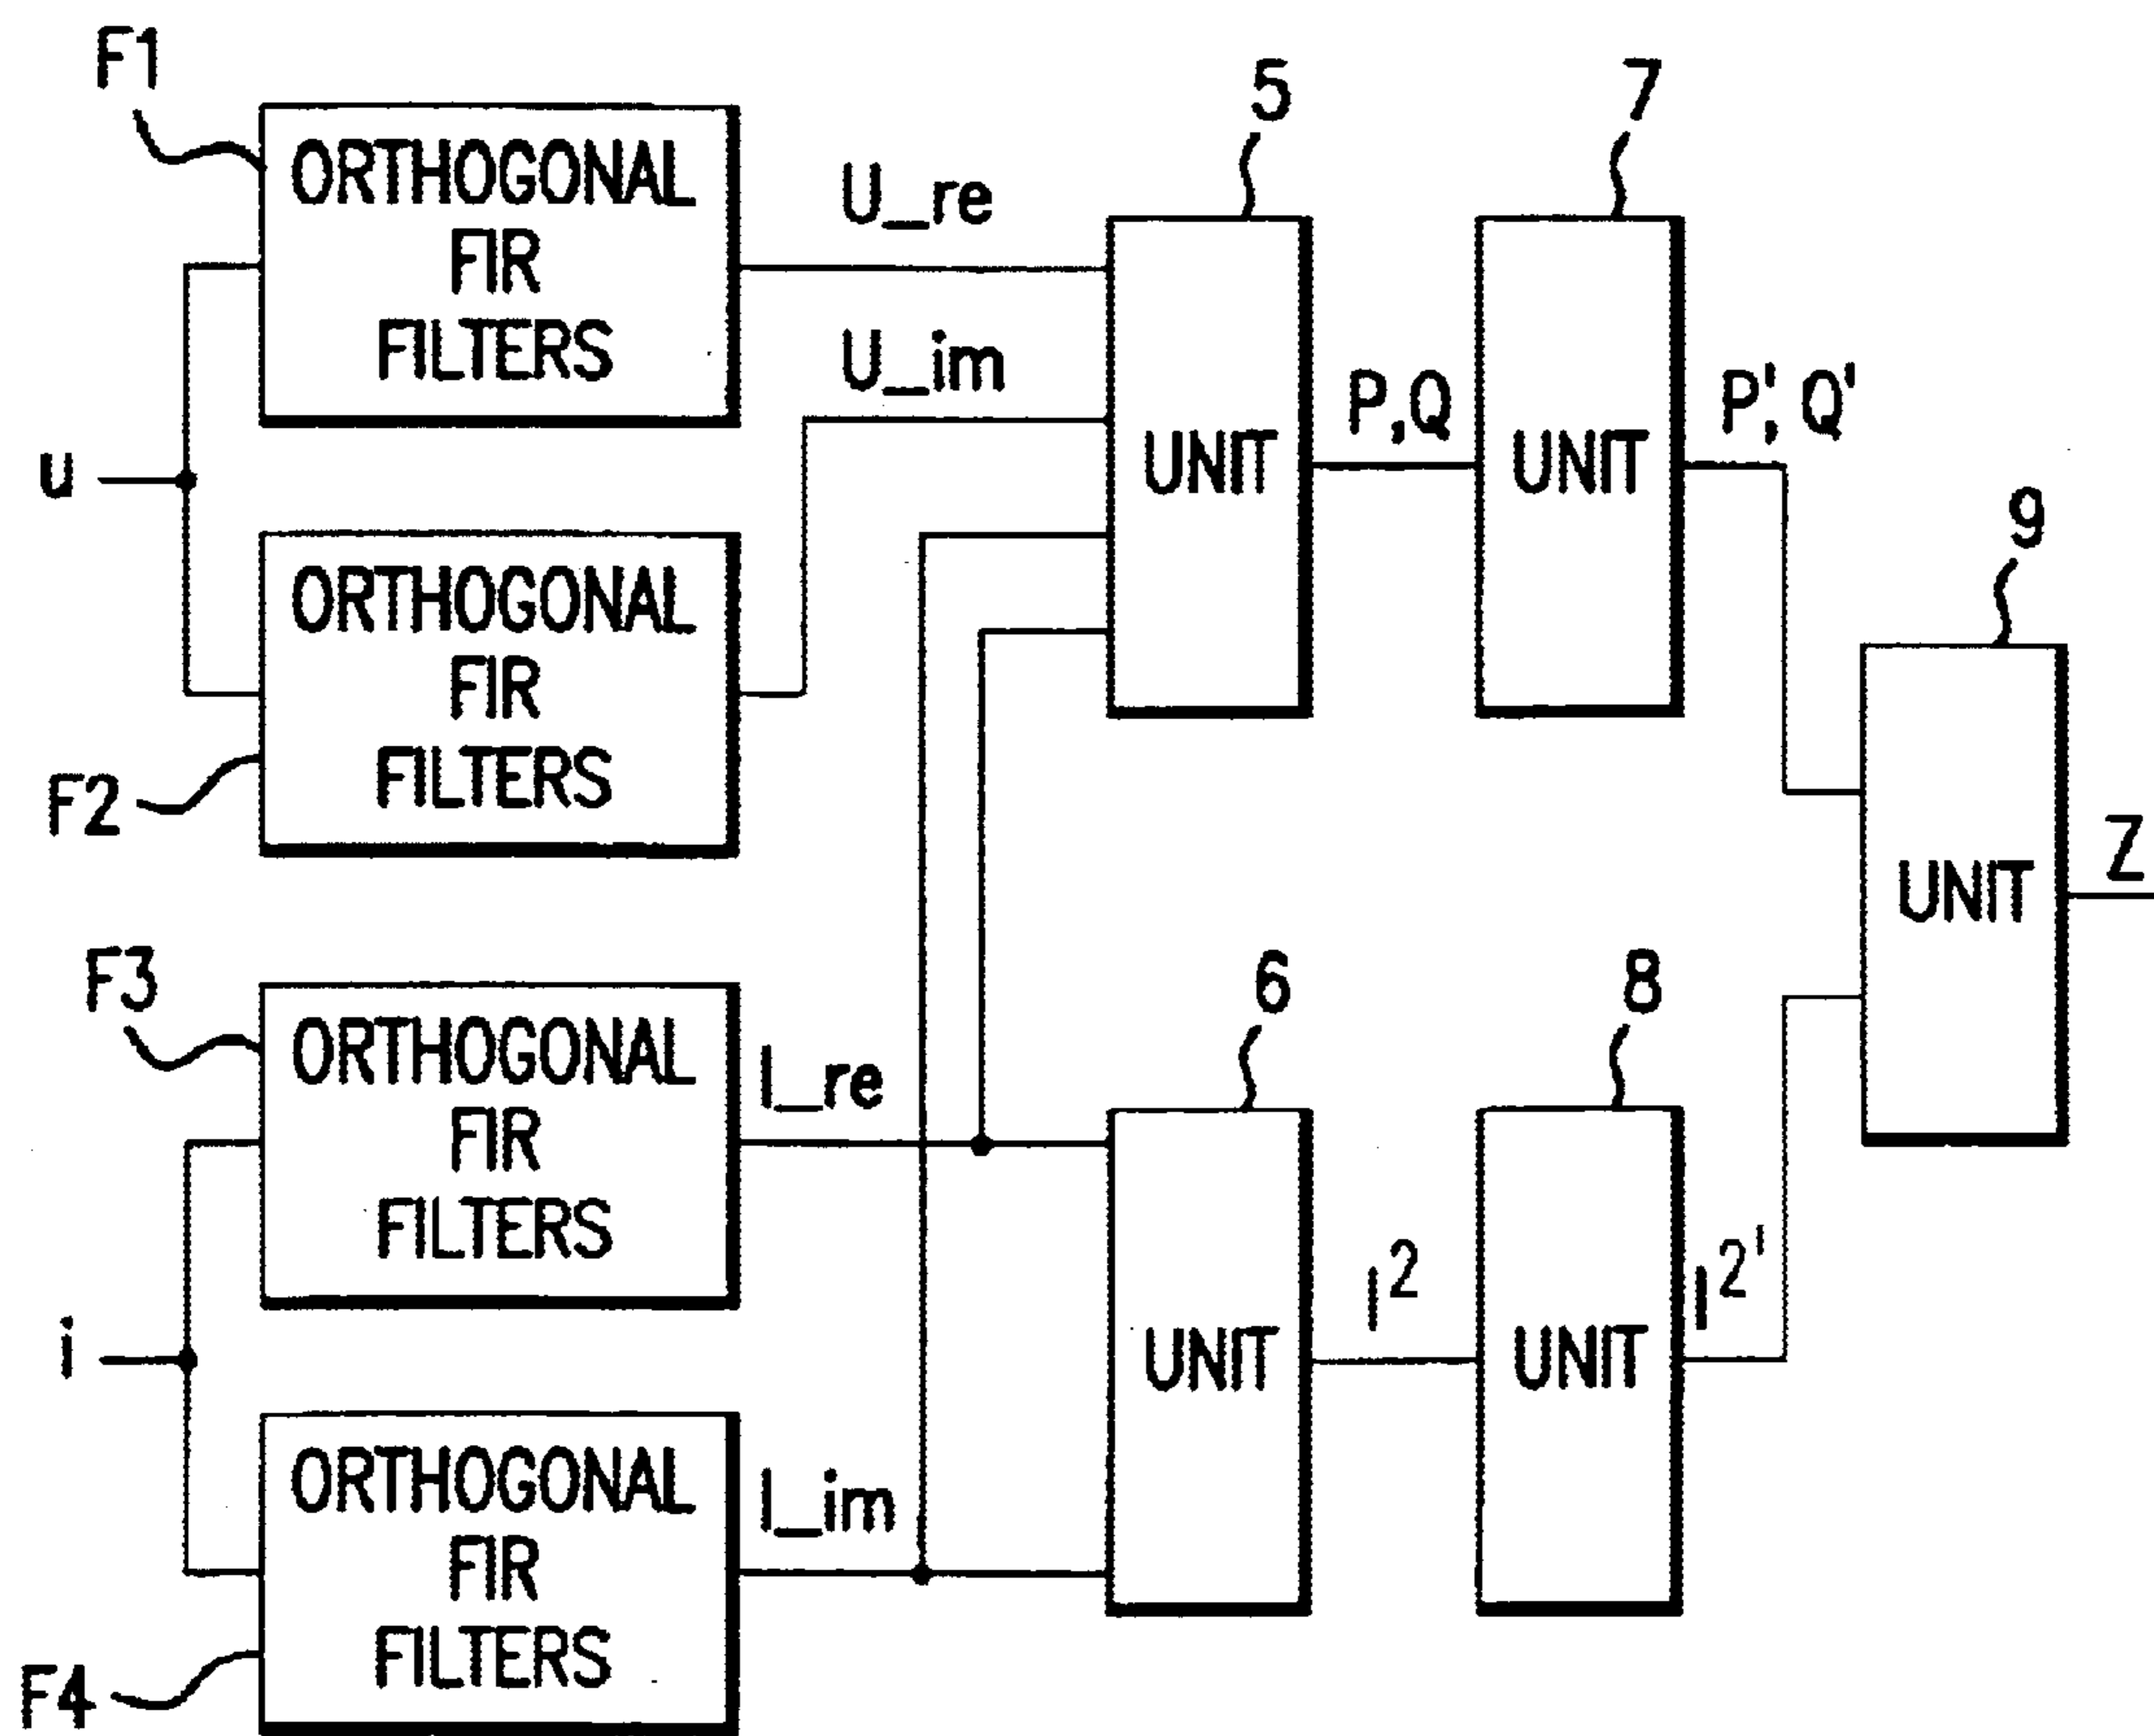 F1
ORTHOGONAL
FIR
FILTERS
U_re
5
7
U_im
UNIT
P,Q
UNIT
P', Q'
u
ORTHOGONAL
FIR
FILTERS
F2
9
UNIT
Z
F3
ORTHOGONAL
FIR
FILTERS
I_re
6
8
UNIT
I²
UNIT
I²'
i
ORTHOGONAL
FIR
FILTERS
I_im
F4